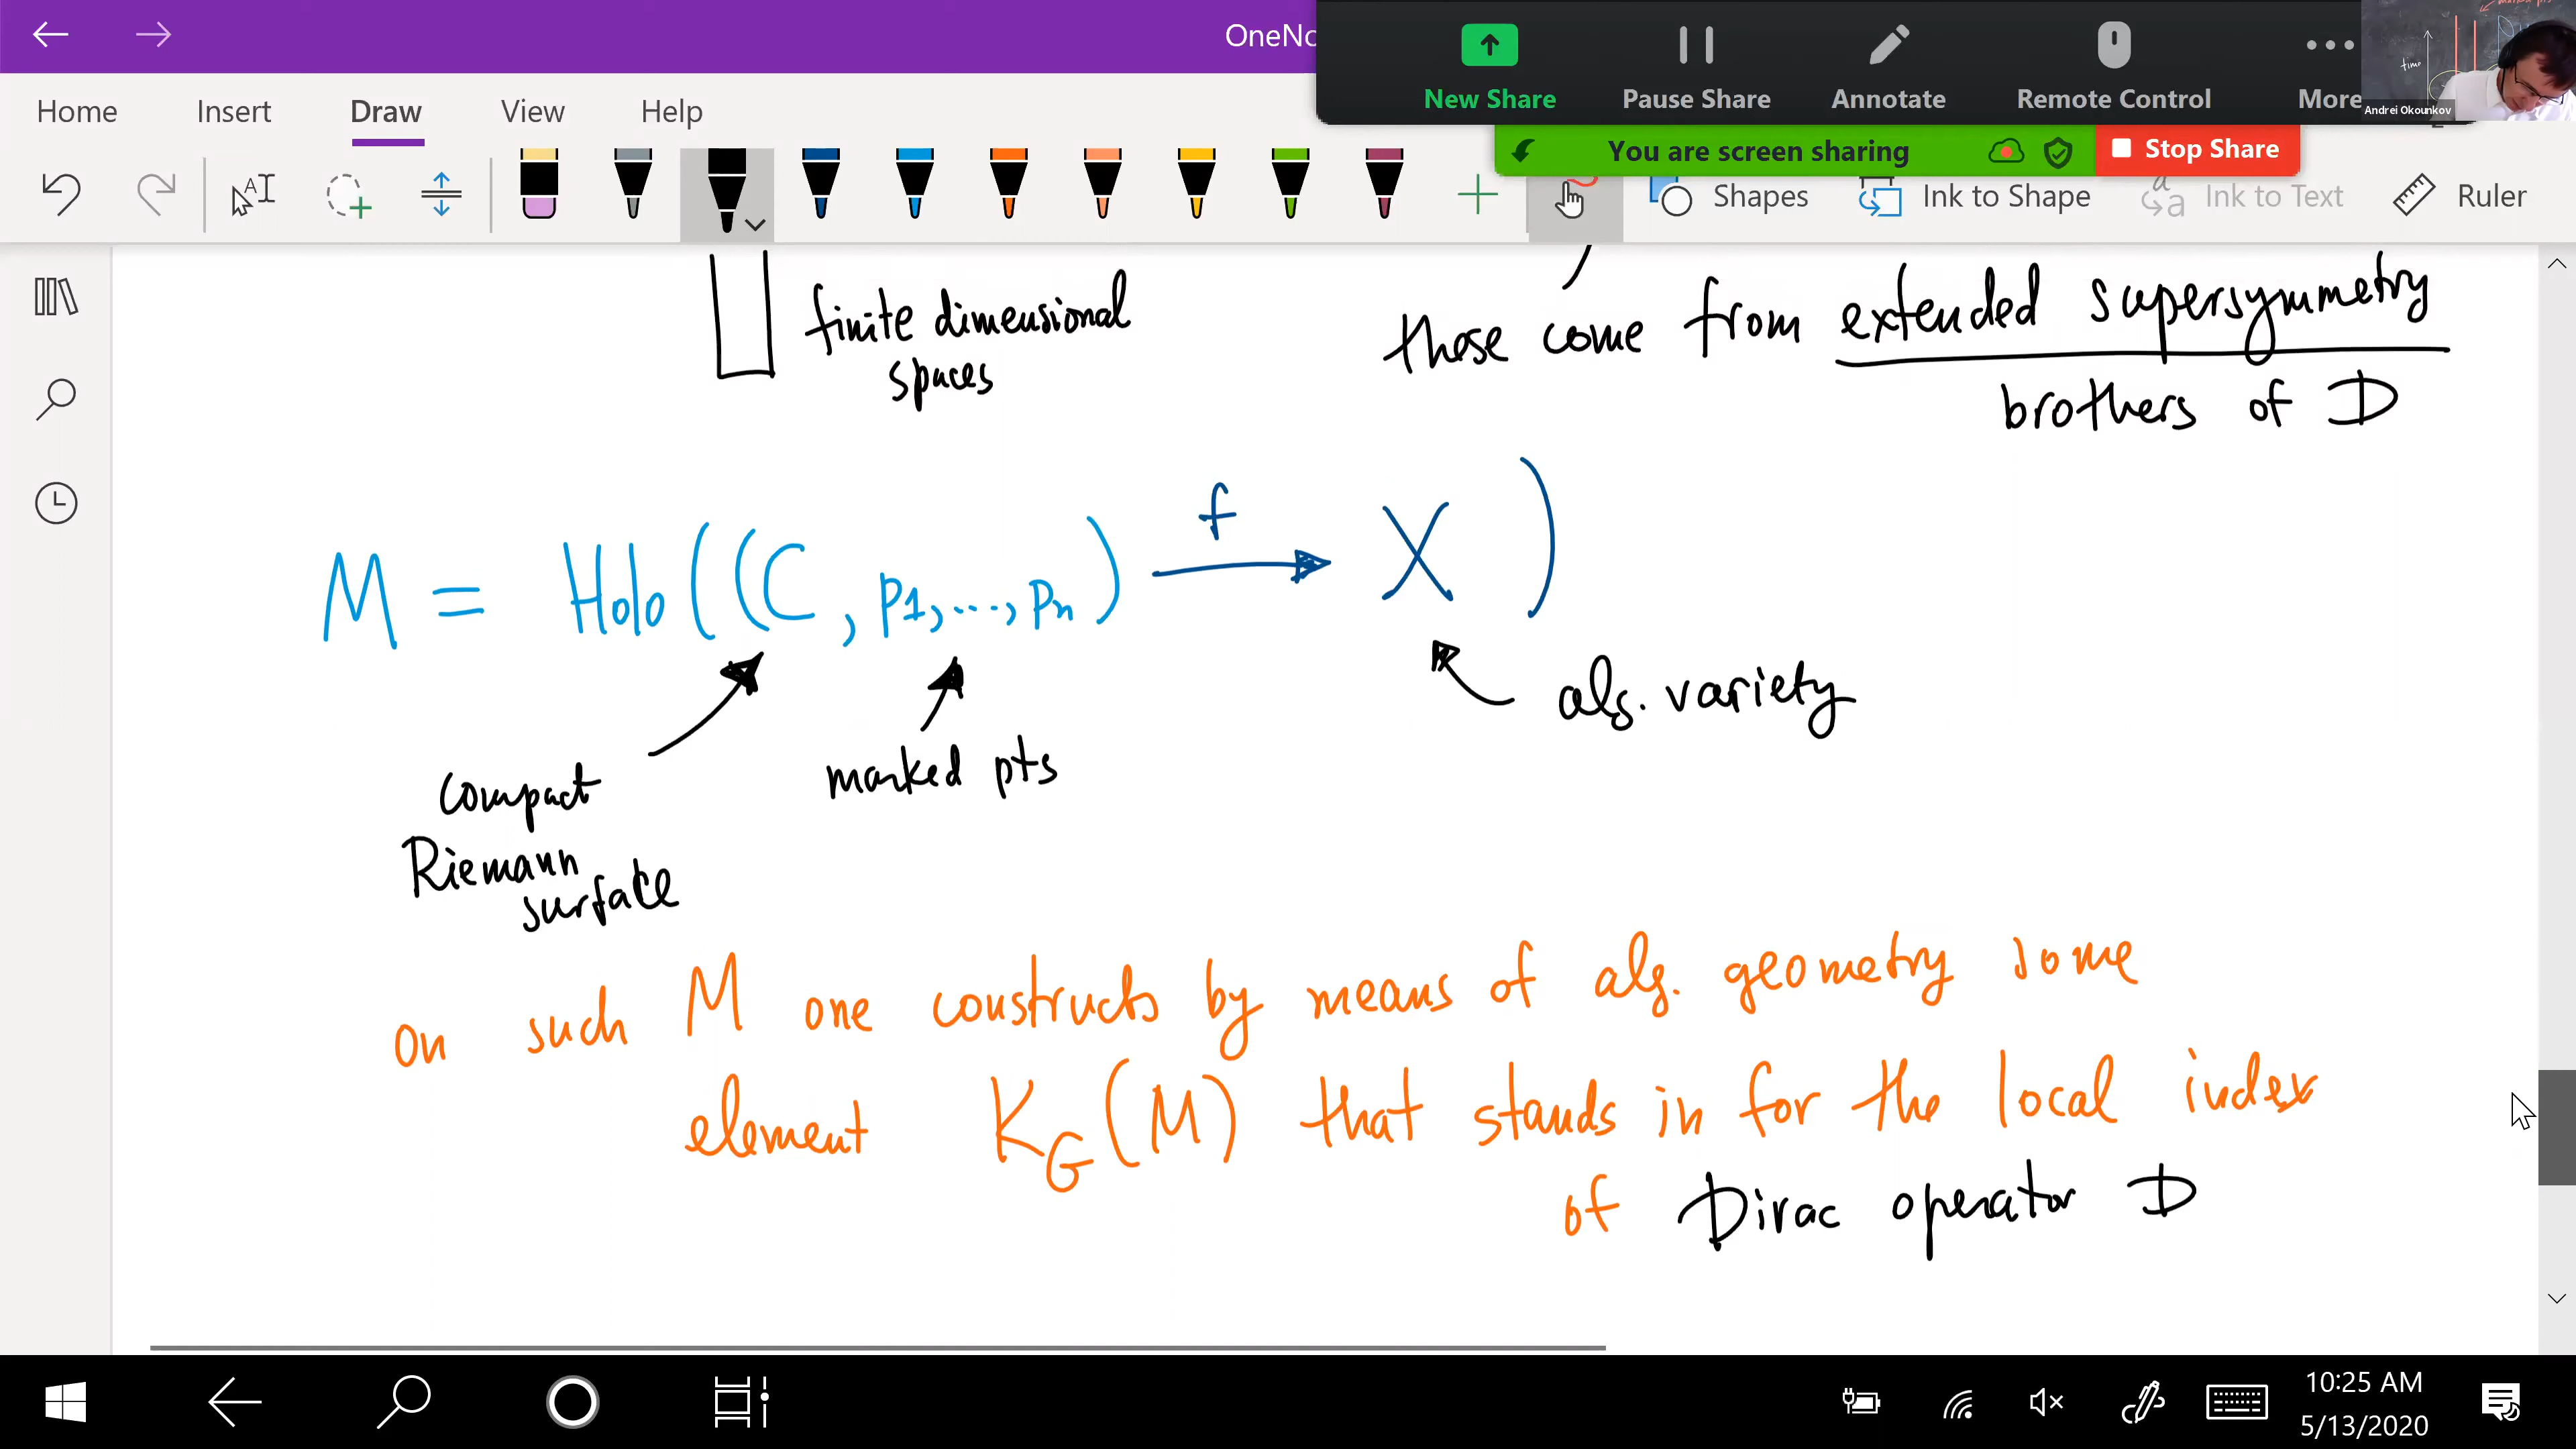 OneNo
New Share
Pause Share
Annotate
Remote Control
More
Andrei Okounkov
time
Home
Insert
Draw
View
Help
You are screen sharing
Stop Share
Shapes
Ink to Shape
Ink to Text
Ruler
finite dimensional
spaces
those come from extended supersymmetry
brothers of D
M = Holo((C, p1,..., pn) f X)
compact
Riemann
surface
marked pts
alg. variety
on such M one constructs by means of alg. geometry some
element K_G(M) that stands in for the local index
of Dirac operator D
10:25 AM
5/13/2020